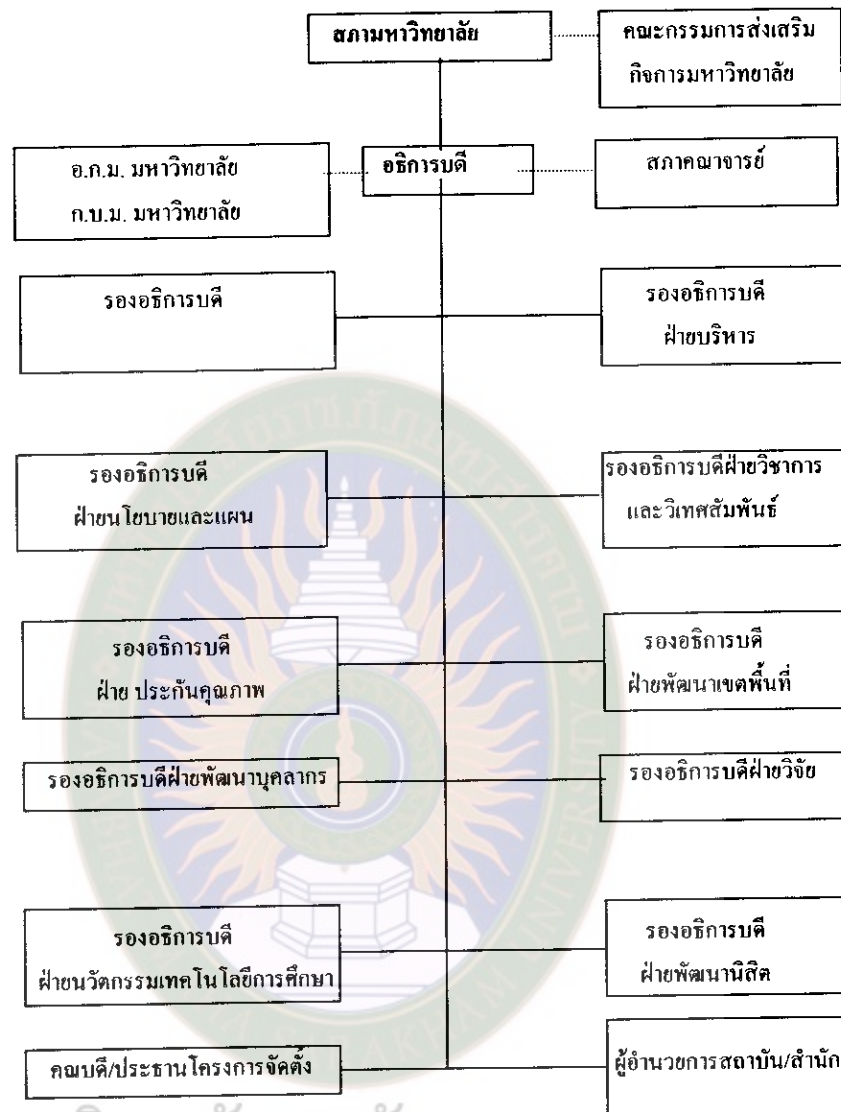 สภามหาวิทยาลัย
คณะกรรมการส่งเสริม
กิจการมหาวิทยาลัย
อ.ก.ม. มหาวิทยาลัย
ก.บ.ม. มหาวิทยาลัย
อธิการบดี
สภาคณาจารย์
รองอธิการบดี
รองอธิการบดี
ฝ่ายบริหาร
รองอธิการบดี
ฝ่ายนโยบายและแผน
รองอธิการบดีฝ่ายวิชาการ
และวิเทศสัมพันธ์
รองอธิการบดี
ฝ่าย ประกันคุณภาพ
รองอธิการบดี
ฝ่ายพัฒนาเขตพื้นที่
รองอธิการบดีฝ่ายพัฒนาบุคลากร
รองอธิการบดีฝ่ายวิจัย
รองอธิการบดี
ฝ่ายนวัตกรรมเทคโนโลยีการศึกษา
รองอธิการบดี
ฝ่ายพัฒนานิสิต
คณบดี/ประธานโครงการจัดตั้ง
ผู้อำนวยการสถาบัน/สำนัก